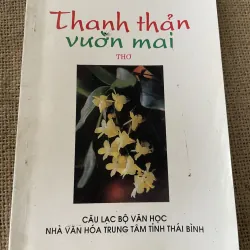 Thanh thản
vườn mai
THƠ
CÂU LẠC BỘ VĂN HỌC
NHÀ VĂN HÓA TRUNG TÂM TỈNH THÁI BÌNH